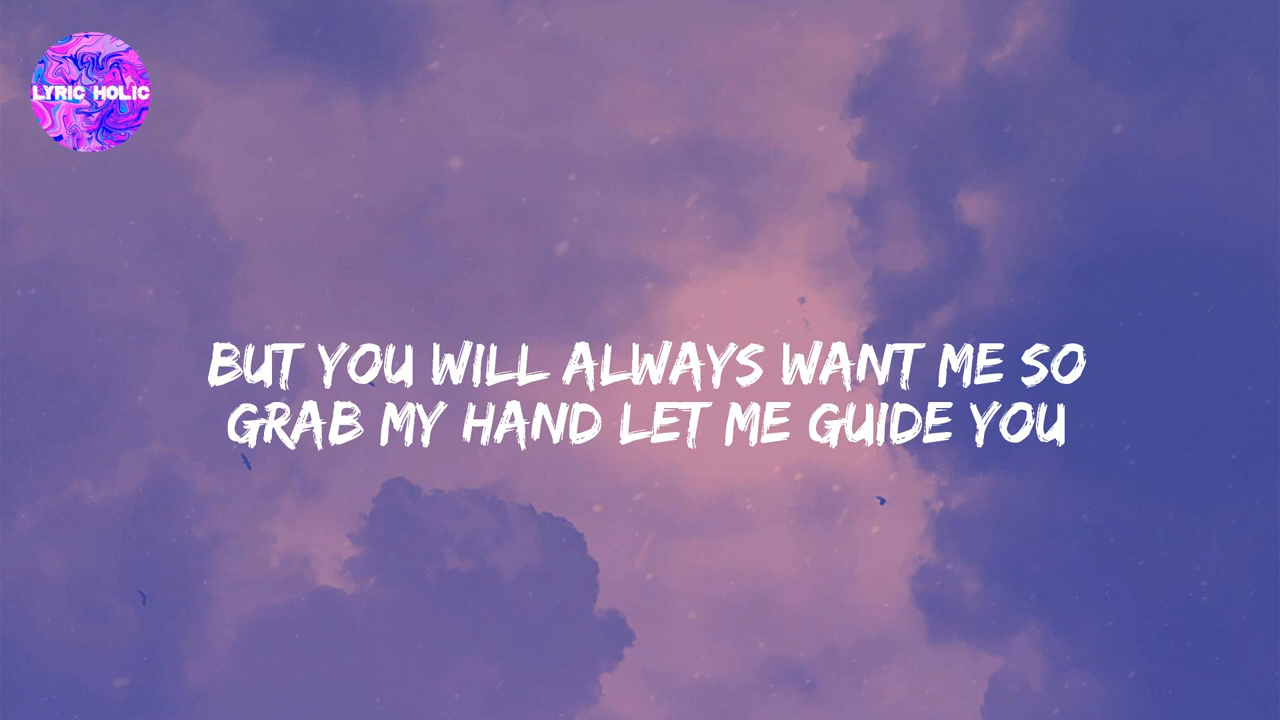 LYRIC HOLIC
BUT YOU WILL ALWAYS WANT ME SO
GRAB MY HAND LET ME GUIDE YOU